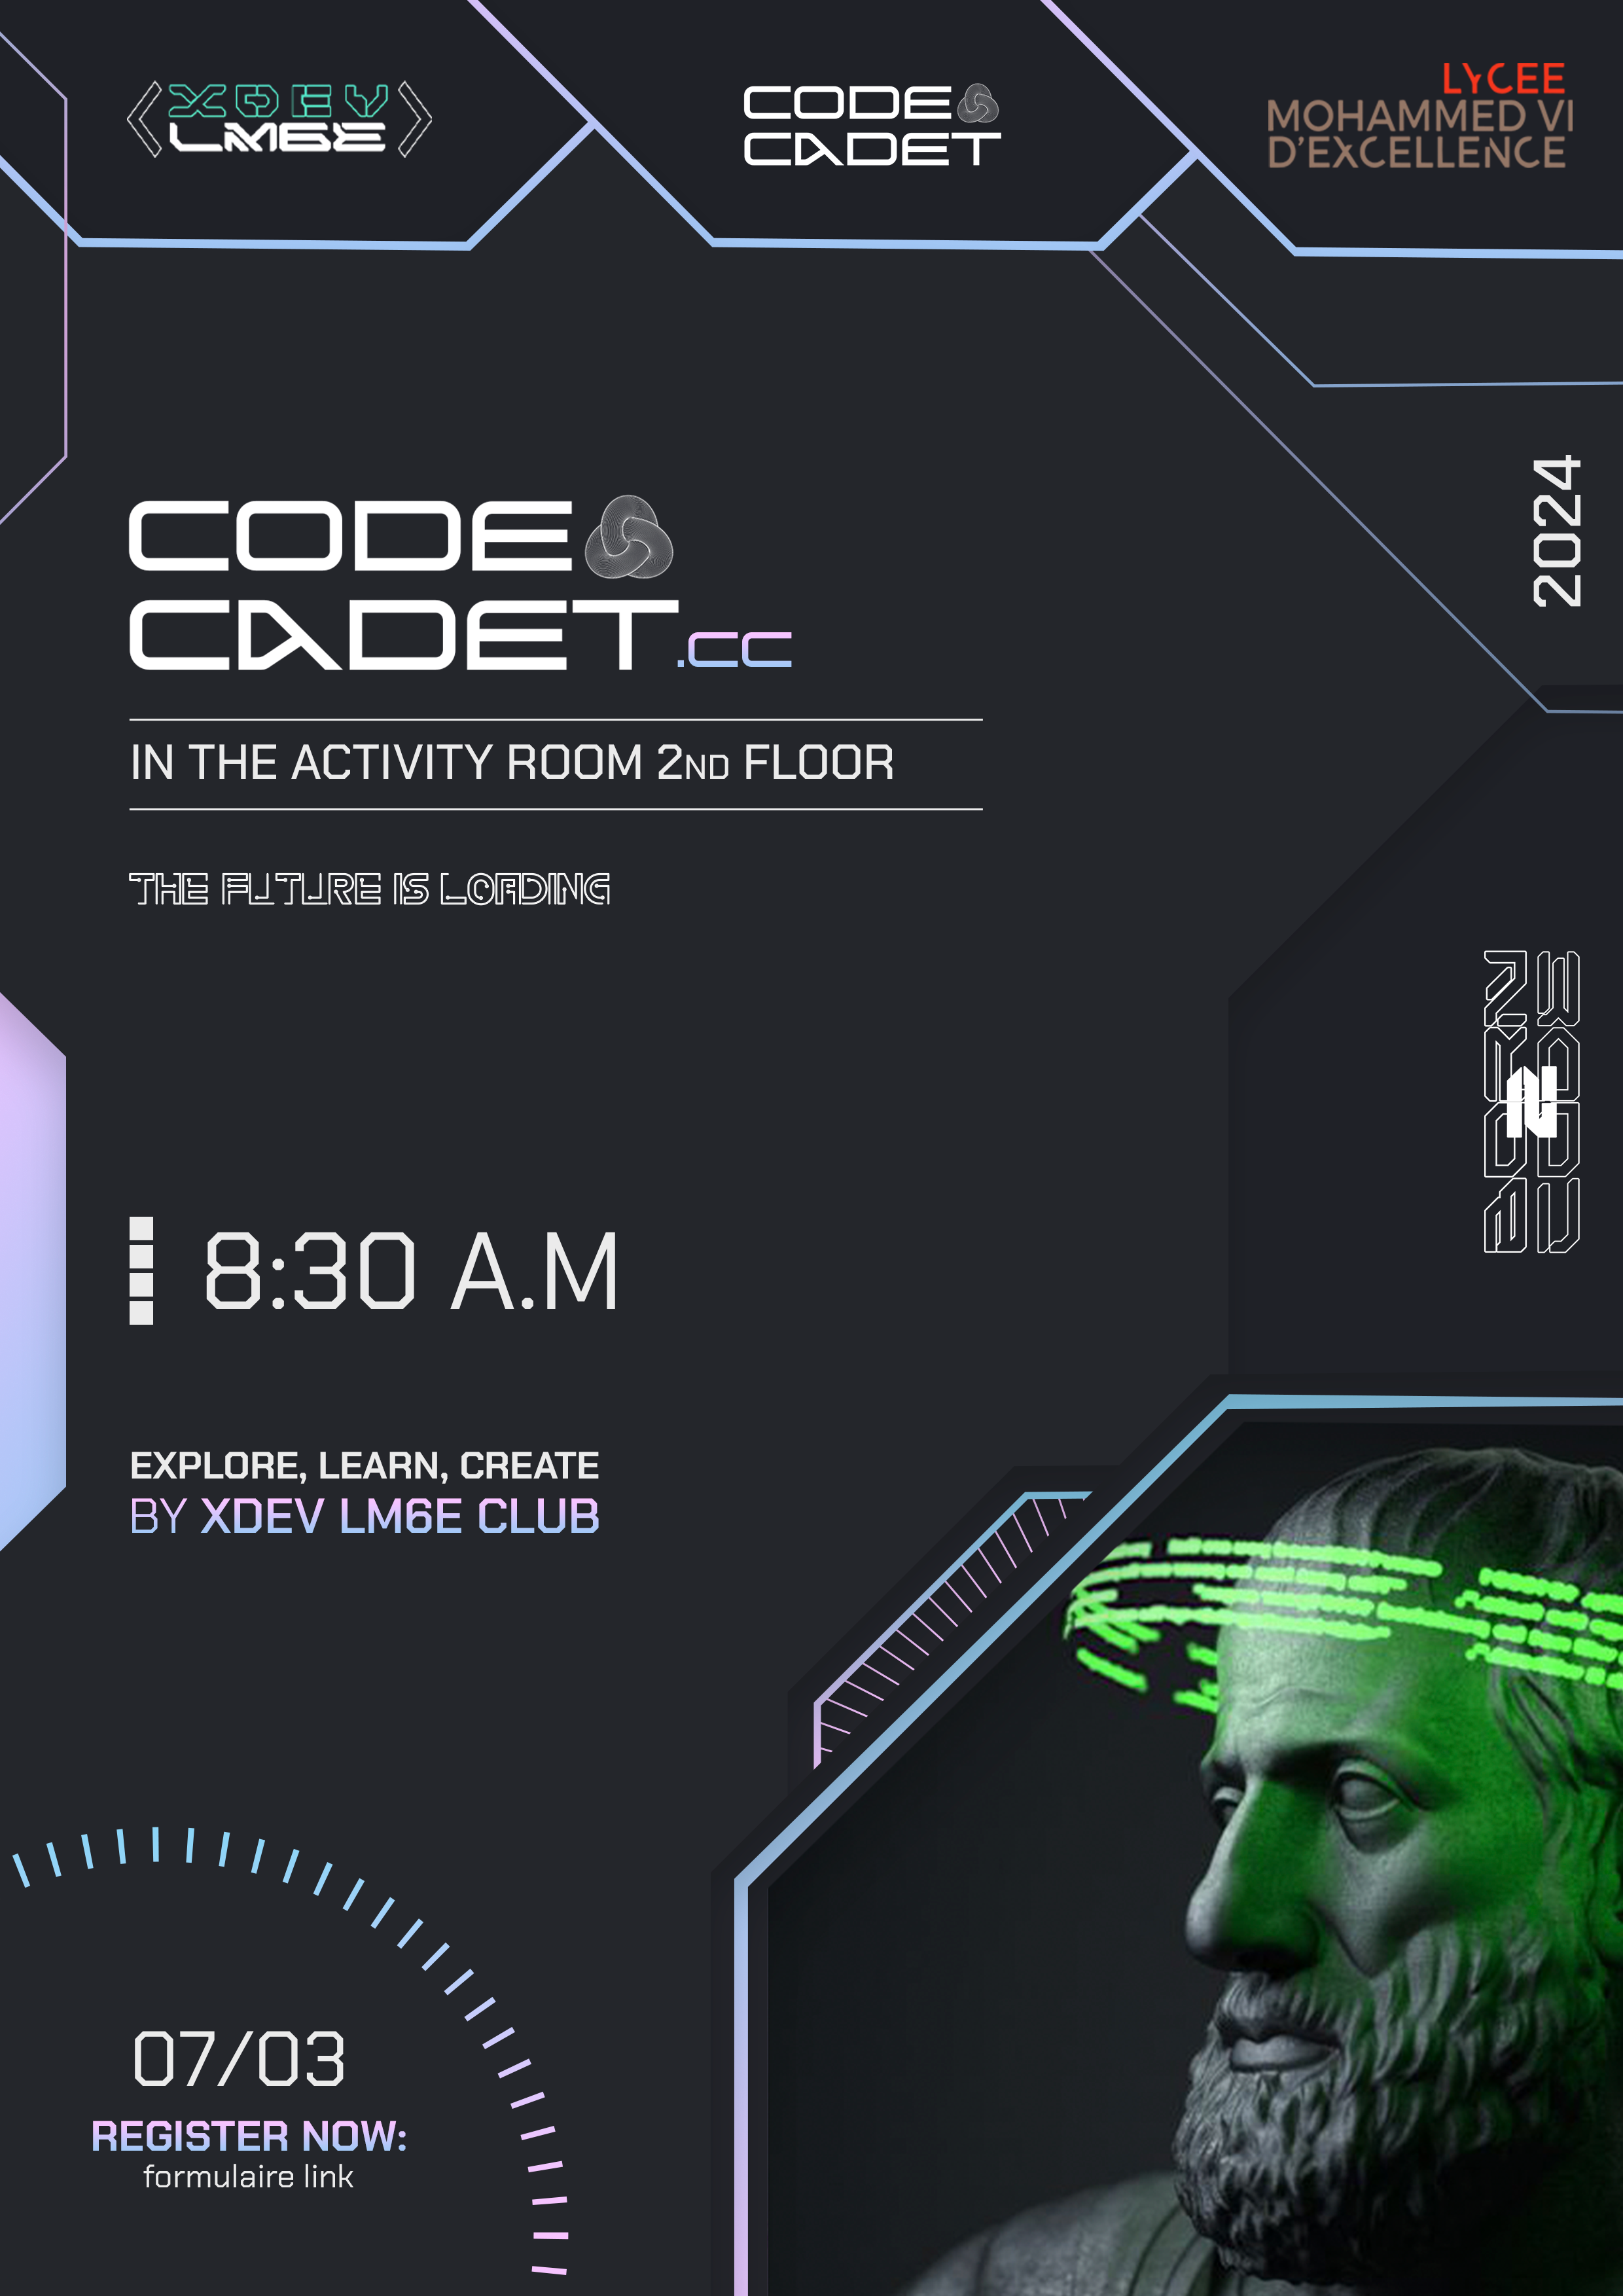 XDEV
LM6E
CODE
CADET
LYCEE
MOHAMMED VI
D'EXCELLENCE
2024
CODE
CADET.CC
IN THE ACTIVITY ROOM 2ND FLOOR
THE FUTURE IS LOADING
8:30 A.M
EXPLORE, LEARN, CREATE
BY XDEV LM6E CLUB
07/03
REGISTER NOW:
formulaire link